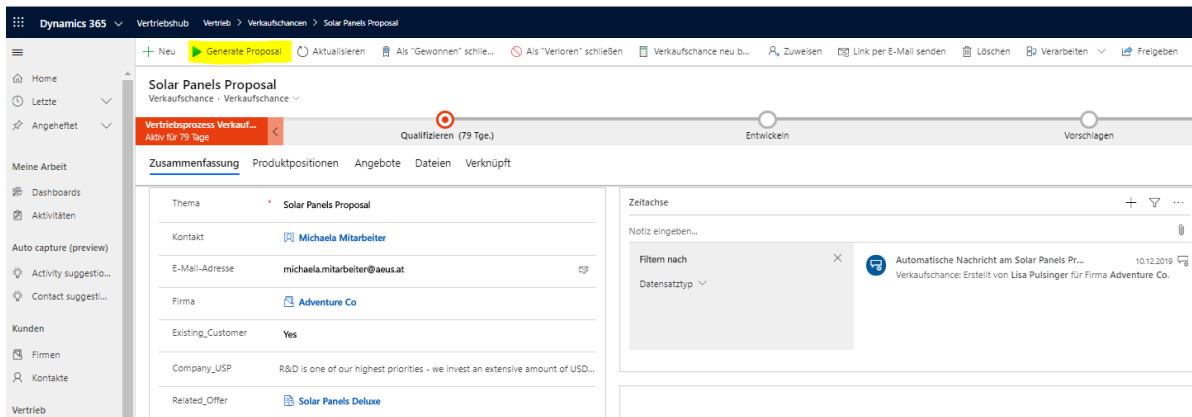 Dynamics 365 Vertriebshub Vertrieb > Verkaufschancen > Solar Panels Proposal
Neu Generate Proposal Aktualisieren Als "Gewonnen" schlie... Als "Verloren" schließen Verkaufschance neu b... Zuweisen Link per E-Mail senden Löschen Verarbeiten Freigeben
Home
Letzte
Angeheftet
Meine Arbeit
Dashboards
Aktivitäten
Auto capture (preview)
Activity suggestio...
Contact suggesti...
Kunden
Firmen
Kontakte
Vertrieb
Solar Panels Proposal
Verkaufschance · Verkaufschance
Vertriebsprozess Verkauf...
Aktiv für 79 Tage
Qualifizieren (79 Tge.)
Entwickeln
Vorschlagen
Zusammenfassung Produktpositionen Angebote Dateien Verknüpft
Thema * Solar Panels Proposal
Kontakt Michaela Mitarbeiter
E-Mail-Adresse michaela.mitarbeiter@aeus.at
Firma Adventure Co
Existing_Customer Yes
Company_USP R&D is one of our highest priorities - we invest an extensive amount of USD...
Related_Offer Solar Panels Deluxe
Zeitachse
Notiz eingeben...
Filtern nach
Datensatztyp
Automatische Nachricht am Solar Panels Pr... 10.12.2019
Verkaufschance: Erstellt von Lisa Pulsinger für Firma Adventure Co.